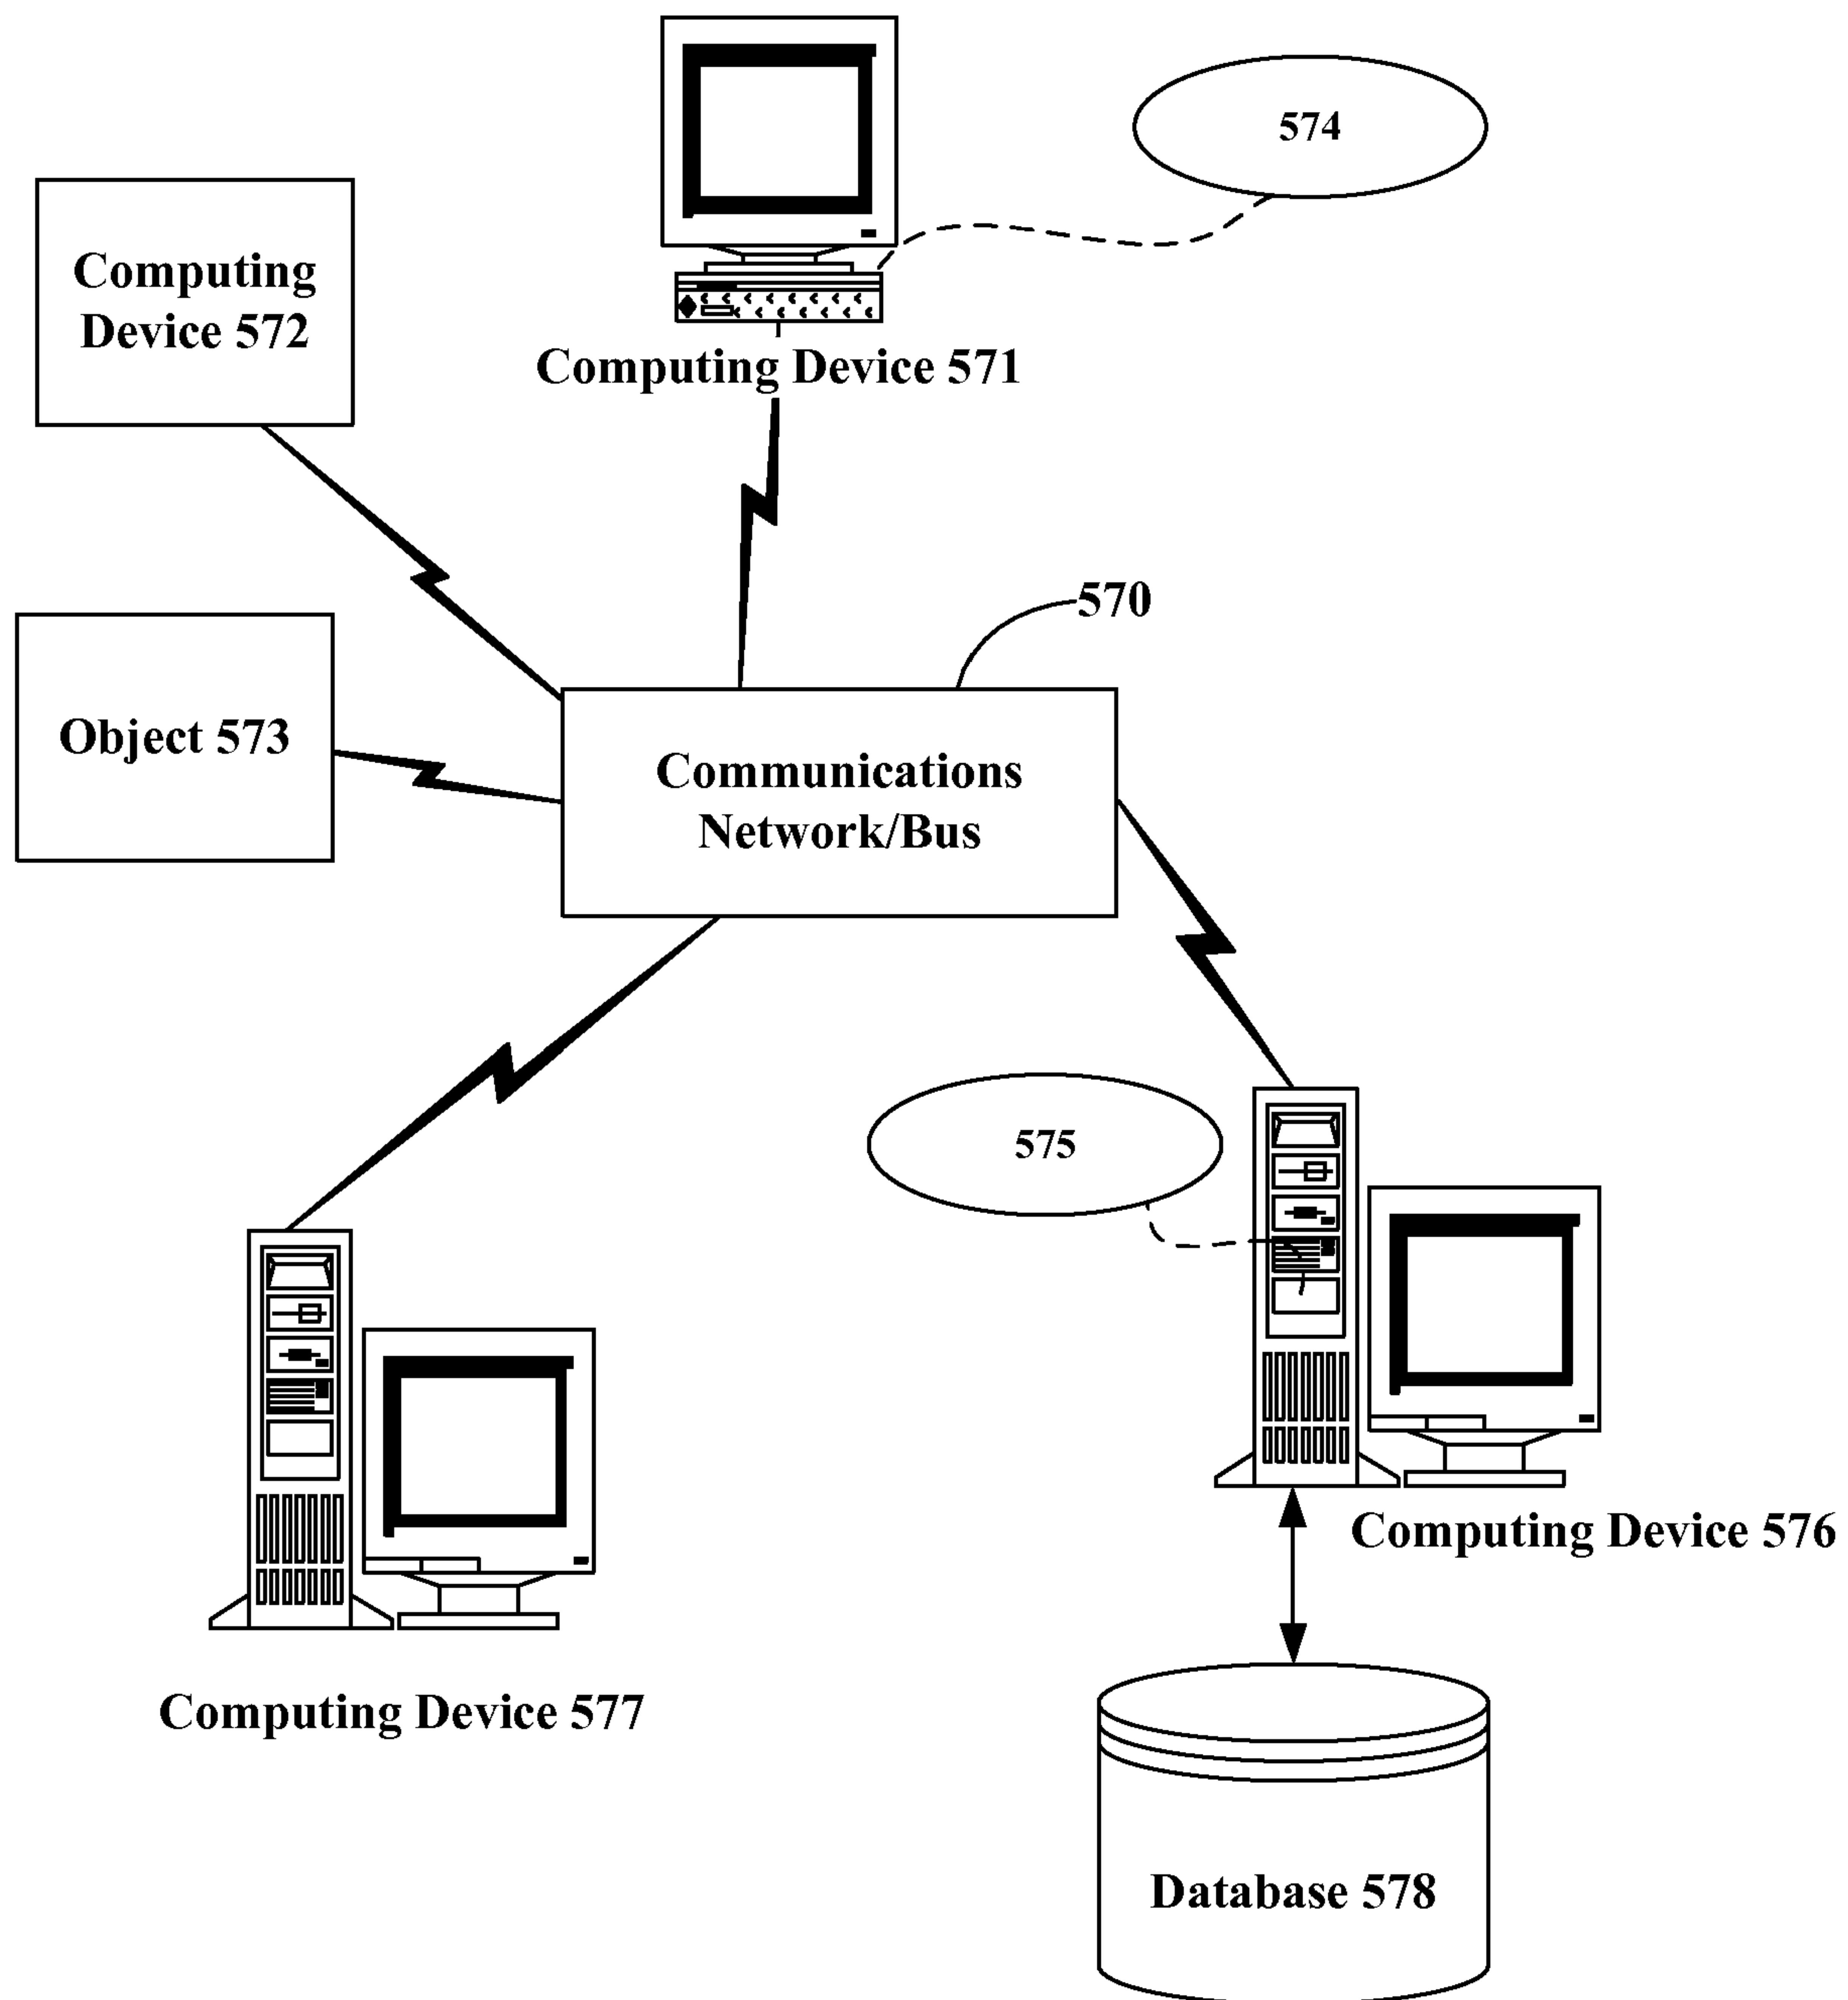 574
Computing
Device 572
Computing Device 571
570
Object 573
Communications
Network/Bus
575
Computing Device 576
Computing Device 577
Database 578